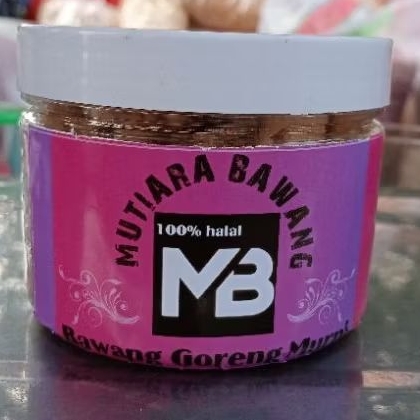 MUTIARA BAWANG
100% halal
MB
Bawang Goreng Murni